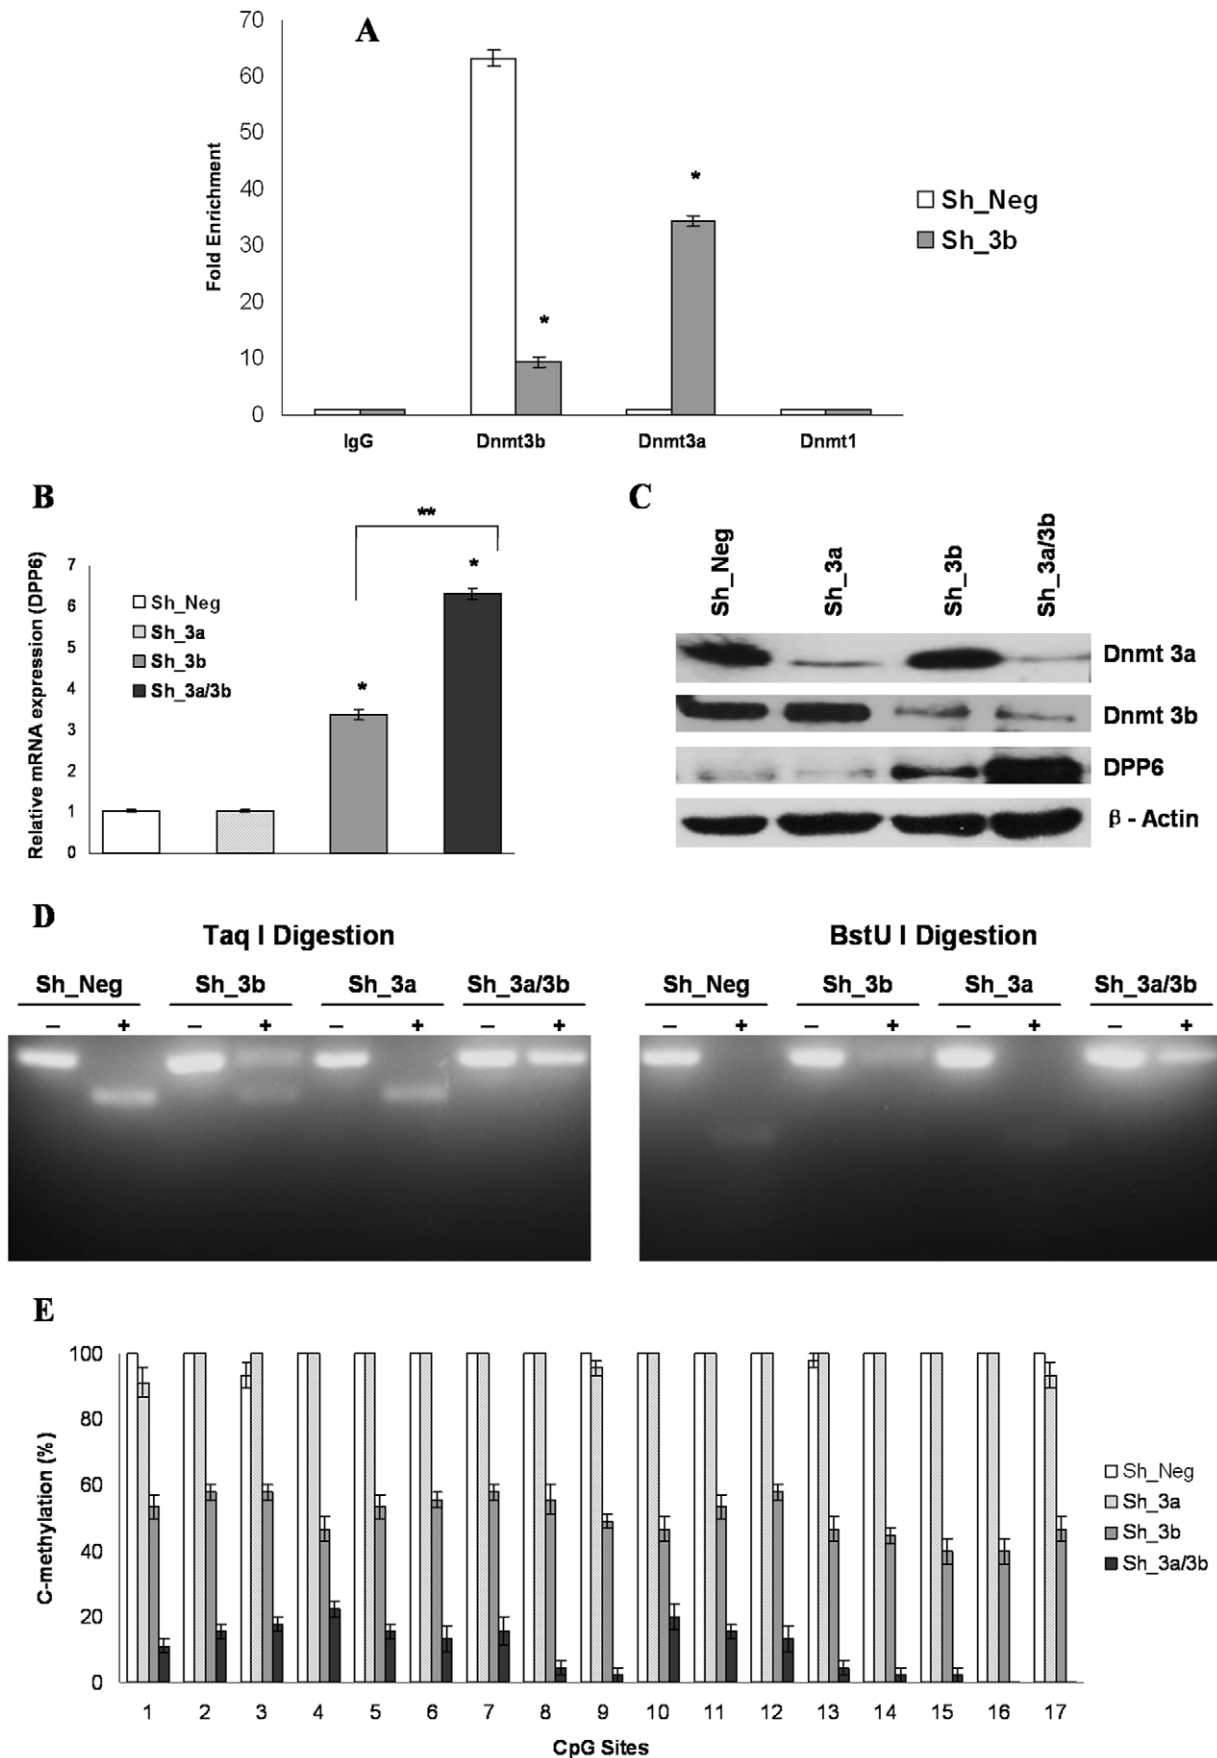 A
70
60
50
40
30
20
10
0
Fold Enrichment
*
*
Sh_Neg
Sh_3b
IgG Dnmt3b Dnmt3a Dnmt1
B
Relative mRNA expression (DPP6)
7
6
5
4
3
2
1
0
**
*
*
Sh_Neg
Sh_3a
Sh_3b
Sh_3a/3b
C
Sh_Neg Sh_3a Sh_3b Sh_3a/3b
Dnmt 3a
Dnmt 3b
DPP6
β - Actin
D
Taq I Digestion
Sh_Neg Sh_3b Sh_3a Sh_3a/3b
– + – + – + – +
BstU I Digestion
Sh_Neg Sh_3b Sh_3a Sh_3a/3b
– + – + – + – +
E
C-methylation (%)
100
80
60
40
20
0
1 2 3 4 5 6 7 8 9 10 11 12 13 14 15 16 17
CpG Sites
Sh_Neg
Sh_3a
Sh_3b
Sh_3a/3b